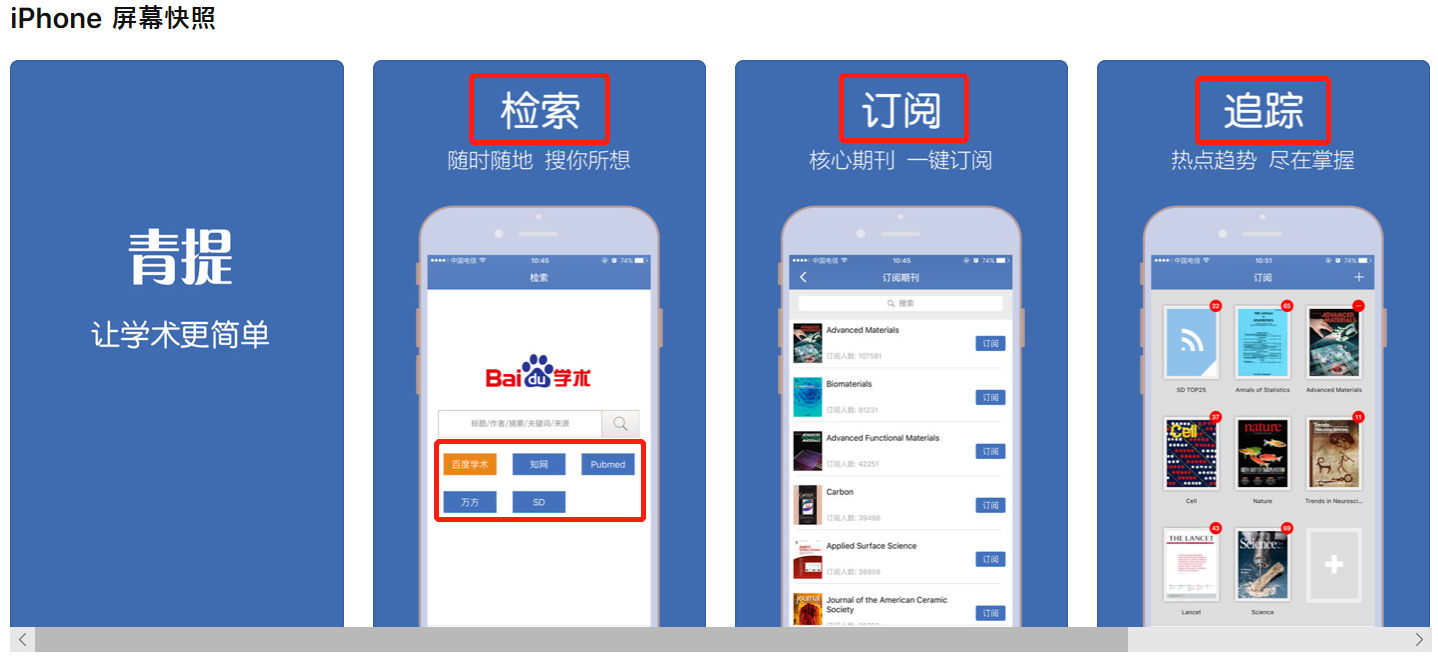 iPhone 屏幕快照
青提
让学术更简单
检索
随时随地 搜你所想
中国电信
10:45
74%
检索
Bai du 学术
标题/作者/摘要/关键词/来源
百度学术
知网
Pubmed
万方
SD
订阅
核心期刊 一键订阅
中国电信
10:45
74%
订阅期刊
搜索
Advanced Materials
订阅人数: 107581
订阅
Biomaterials
订阅人数: 81231
订阅
Advanced Functional Materials
订阅人数: 42251
订阅
Carbon
订阅人数: 39499
订阅
Applied Surface Science
订阅人数: 38859
订阅
Journal of the American Ceramic
Society
订阅
追踪
热点趋势 尽在掌握
中国电信
10:51
74%
订阅
22
65
SD TOP25
Annals of Statistics
ADVANCED
MATERIALS
Advanced Materials
37
11
Cell
nature
Trends in
Cell
Nature
Trends in Neurosci...
43
69
THE LANCET
Science
Lancet
Science